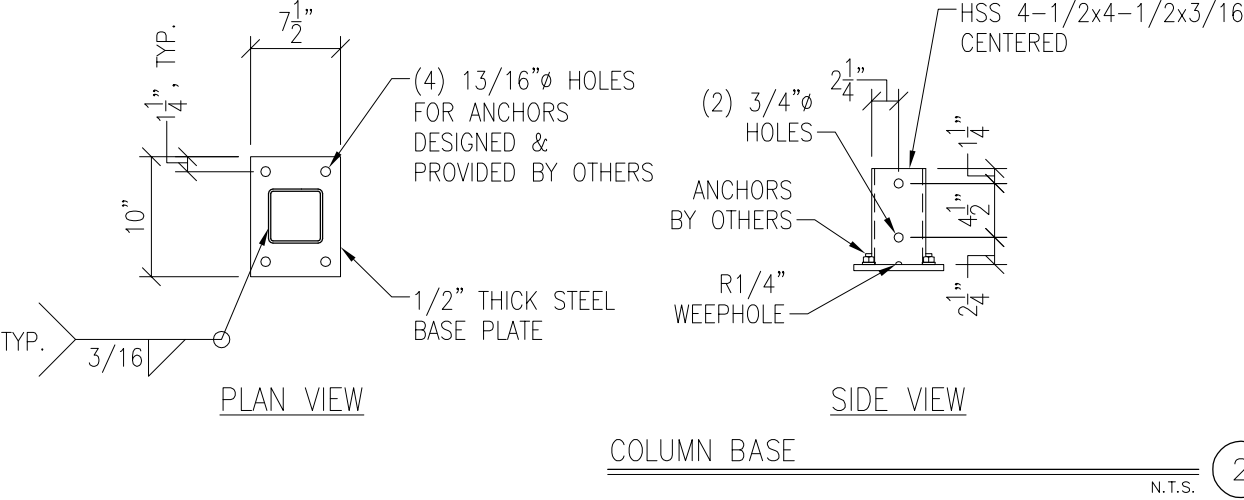 7 1/2"
1 1/4", TYP.
10"
(4) 13/16"ø HOLES
FOR ANCHORS
DESIGNED &
PROVIDED BY OTHERS
1/2" THICK STEEL
BASE PLATE
TYP.
3/16
PLAN VIEW
HSS 4-1/2x4-1/2x3/16
CENTERED
2 1/4"
(2) 3/4"ø
HOLES
ANCHORS
BY OTHERS
R1/4"
WEEPHOLE
1 1/4"
4 1/2"
2 1/4"
SIDE VIEW
COLUMN BASE
N.T.S.
2